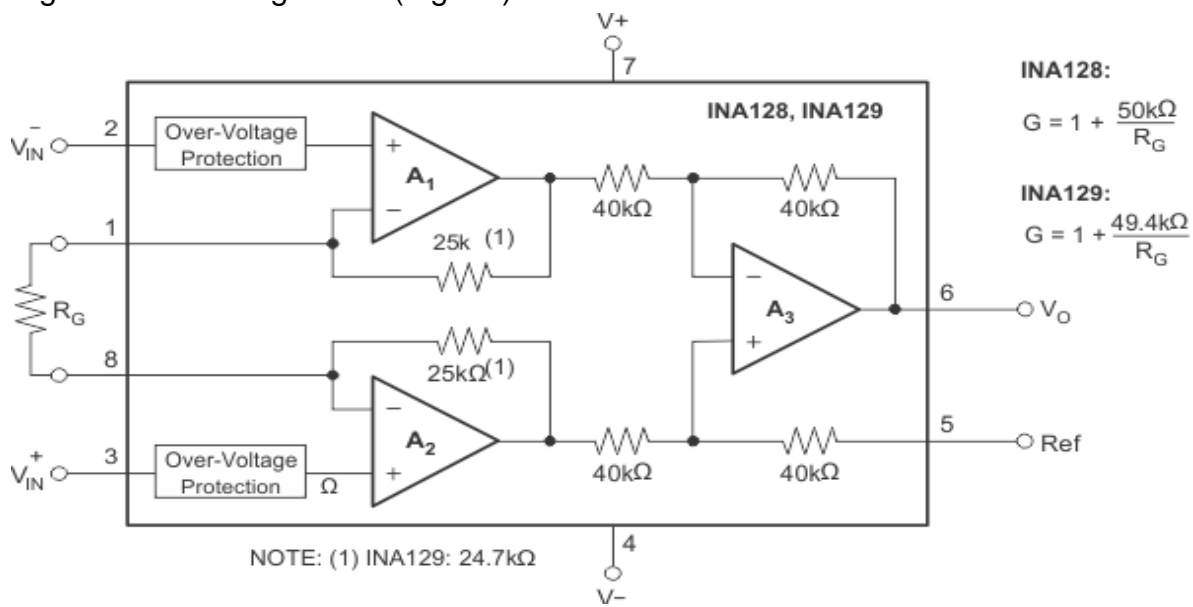 V+
7
INA128:
INA128, INA129
G = 1 + 50kΩ / R_G
INA129:
G = 1 + 49.4kΩ / R_G
V_IN^−
2
Over-Voltage
Protection
+
A1
−
40kΩ
40kΩ
1
25k (1)
R_G
−
A3
+
6
V_O
8
25kΩ(1)
−
A2
+
5
Ref
V_IN^+
3
Over-Voltage
Protection
Ω
40kΩ
40kΩ
4
NOTE: (1) INA129: 24.7kΩ
V−